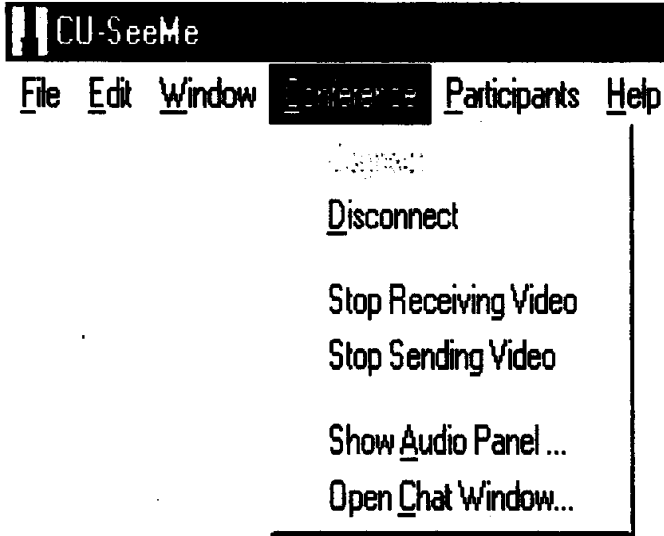 CU-SeeMe
File Edit Window Conference Participants Help
Disconnect
Stop Receiving Video
Stop Sending Video
Show Audio Panel ...
Open Chat Window...